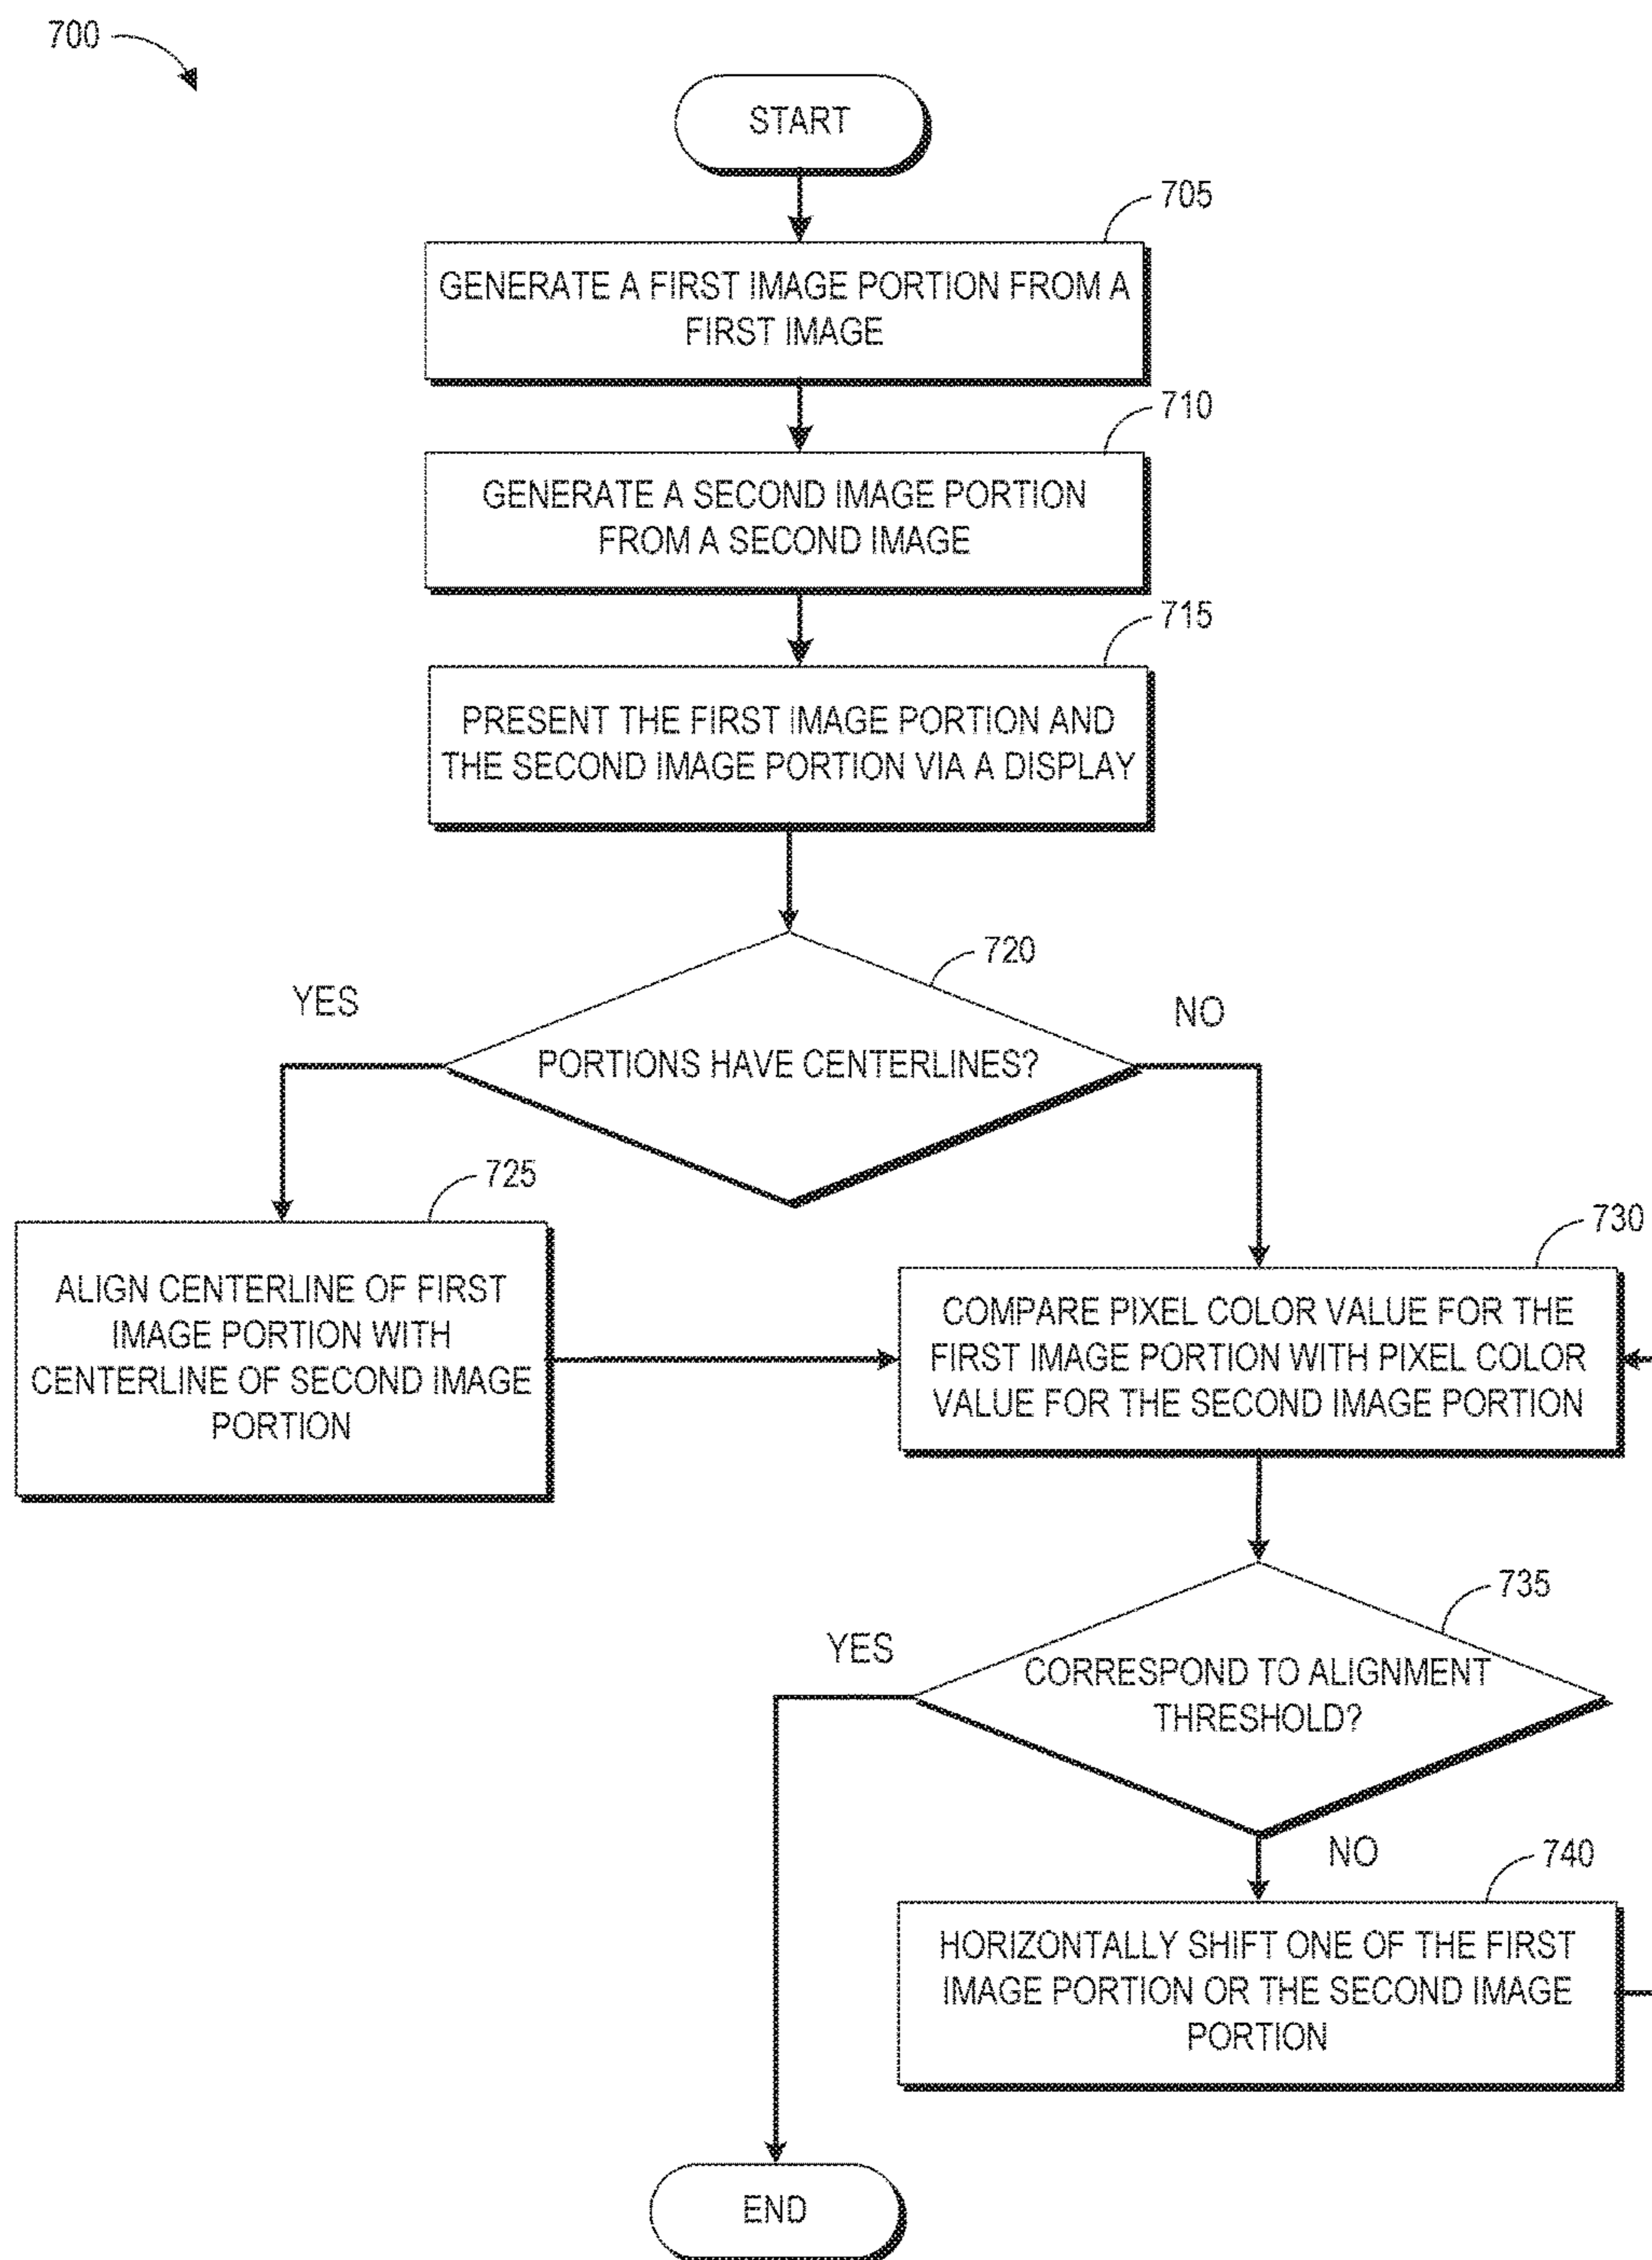 700
START
705
GENERATE A FIRST IMAGE PORTION FROM A
FIRST IMAGE
710
GENERATE A SECOND IMAGE PORTION
FROM A SECOND IMAGE
715
PRESENT THE FIRST IMAGE PORTION AND
THE SECOND IMAGE PORTION VIA A DISPLAY
720
YES
NO
PORTIONS HAVE CENTERLINES?
725
ALIGN CENTERLINE OF FIRST
IMAGE PORTION WITH
CENTERLINE OF SECOND IMAGE
PORTION
730
COMPARE PIXEL COLOR VALUE FOR THE
FIRST IMAGE PORTION WITH PIXEL COLOR
VALUE FOR THE SECOND IMAGE PORTION
735
YES
CORRESPOND TO ALIGNMENT
THRESHOLD?
NO
740
HORIZONTALLY SHIFT ONE OF THE FIRST
IMAGE PORTION OR THE SECOND IMAGE
PORTION
END